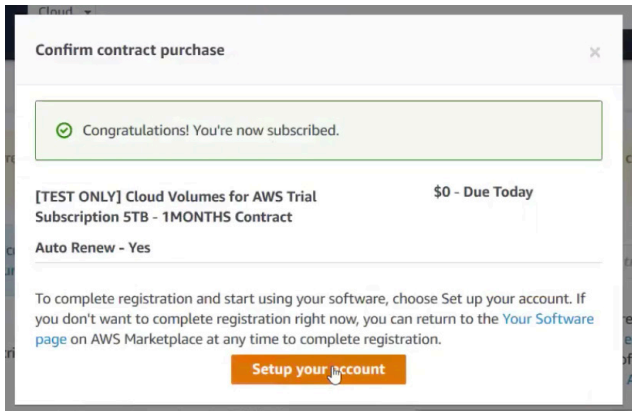 Cloud
Confirm contract purchase
Congratulations! You're now subscribed.
[TEST ONLY] Cloud Volumes for AWS Trial
Subscription 5TB - 1MONTHS Contract
$0 - Due Today
Auto Renew - Yes
To complete registration and start using your software, choose Set up your account. If
you don't want to complete registration right now, you can return to the Your Software
page on AWS Marketplace at any time to complete registration.
Setup your account